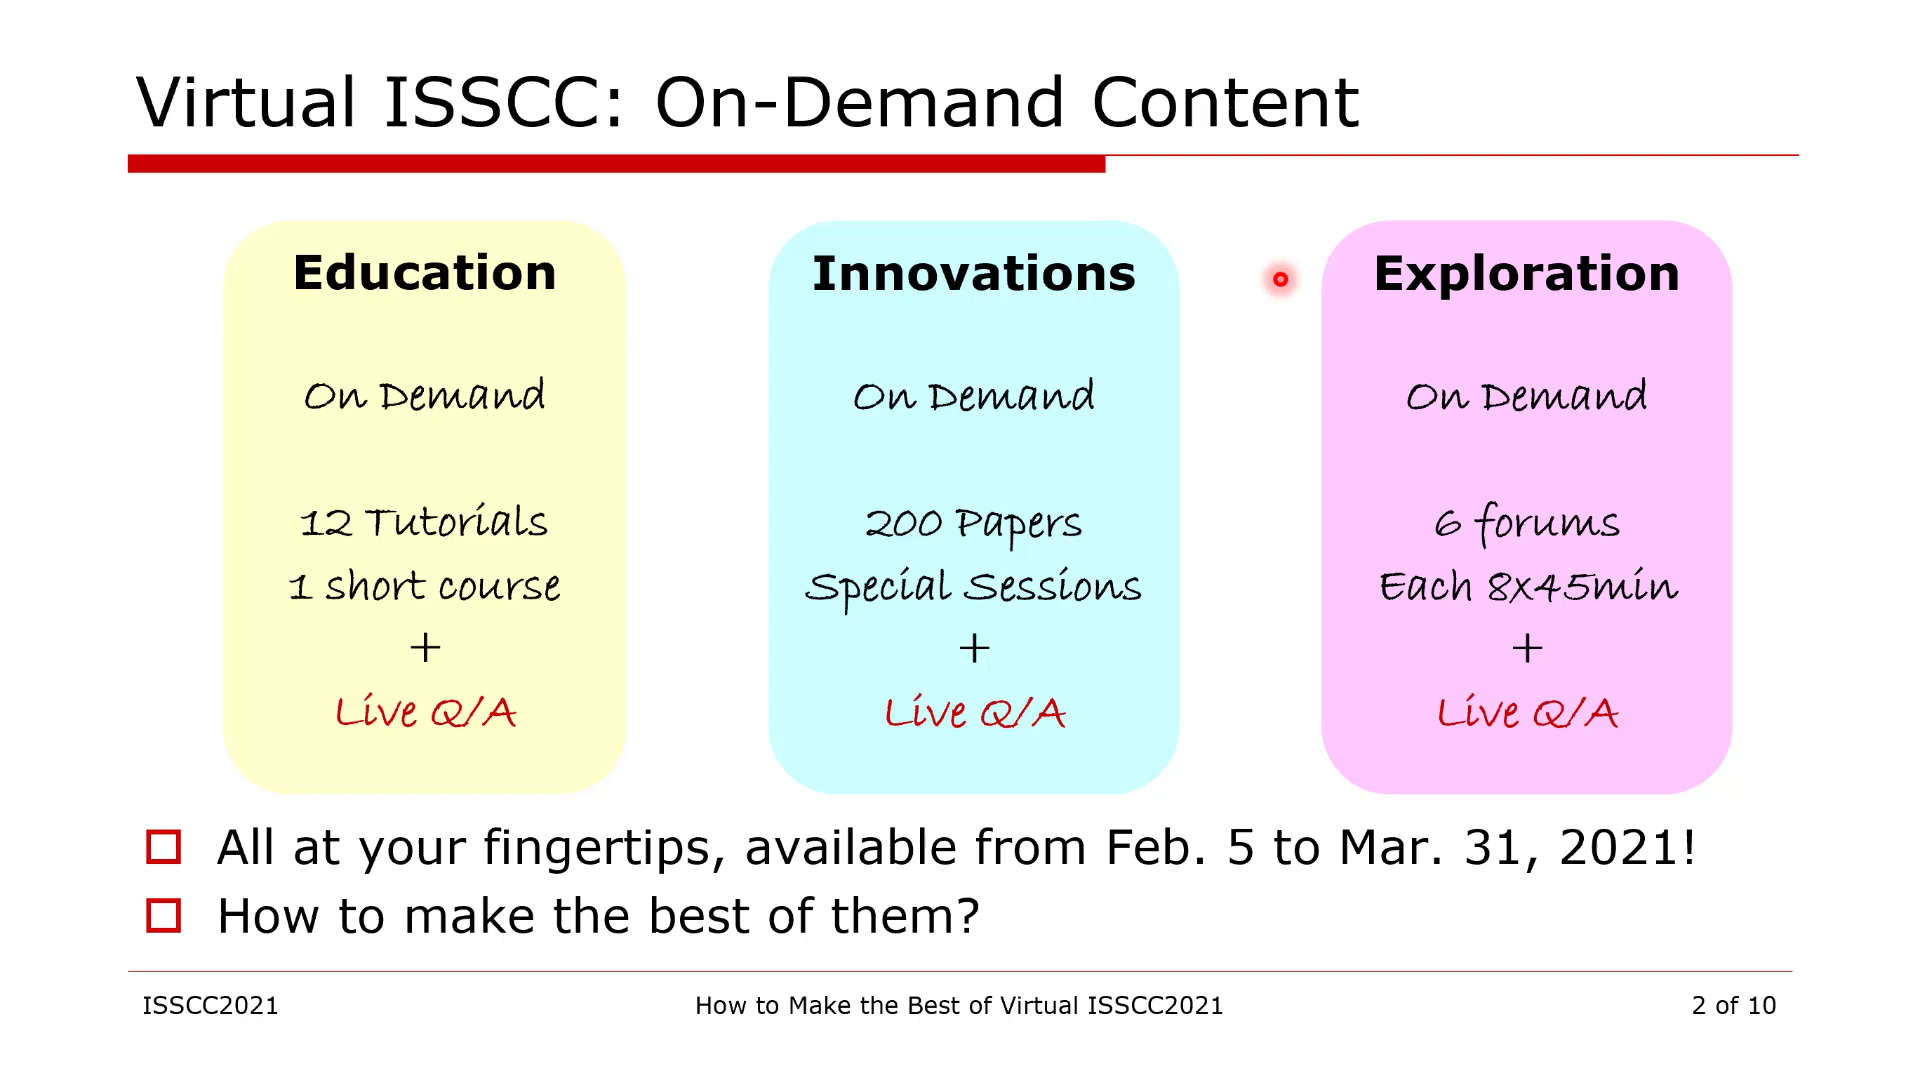 Virtual ISSCC: On-Demand Content
Education
On Demand
12 Tutorials
1 short course
+
Live Q/A
Innovations
On Demand
200 Papers
Special Sessions
+
Live Q/A
Exploration
On Demand
6 forums
Each 8x45min
+
Live Q/A
All at your fingertips, available from Feb. 5 to Mar. 31, 2021!
How to make the best of them?
ISSCC2021
How to Make the Best of Virtual ISSCC2021
2 of 10